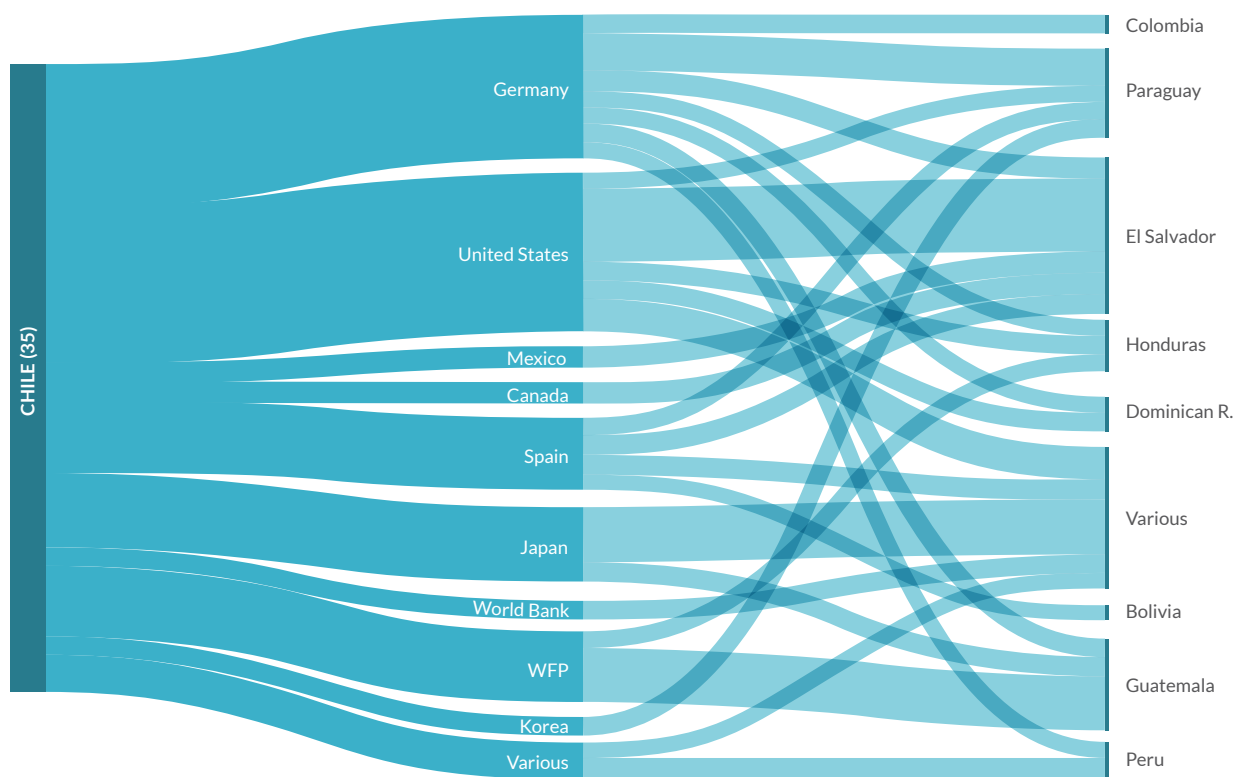 CHILE (35)
Germany
United States
Mexico
Canada
Spain
Japan
World Bank
WFP
Korea
Various
Colombia
Paraguay
El Salvador
Honduras
Dominican R.
Various
Bolivia
Guatemala
Peru